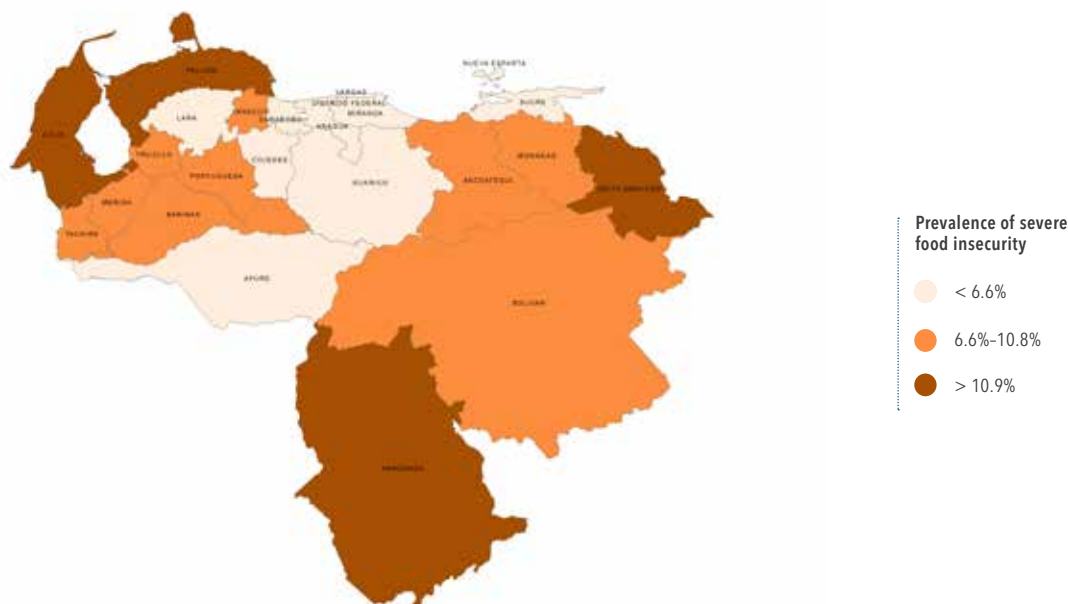 NUEVA ESPARTA
VARGAS
FALCON
DISTRITO FEDERAL
SUCRE
MIRANDA
LARA
YARACUY
CARABOBO
ARAGUA
ZULIA
COJEDES
TRUJILLO
MONAGAS
PORTUGUESA
ANZOATEGUI
GUARICO
DELTA AMACURO
MERIDA
BARINAS
TACHIRA
APURE
BOLIVAR
AMAZONAS
Prevalence of severe
food insecurity
< 6.6%
6.6%–10.8%
> 10.9%